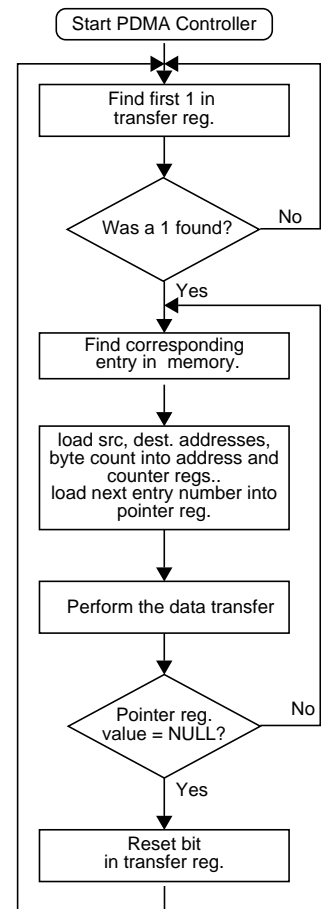 Start PDMA Controller
Find first 1 in
transfer reg.
Was a 1 found?
No
Yes
Find corresponding
entry in memory.
load src, dest. addresses,
byte count into address and
counter regs..
load next entry number into
pointer reg.
Perform the data transfer
Pointer reg.
value = NULL?
No
Yes
Reset bit
in transfer reg.